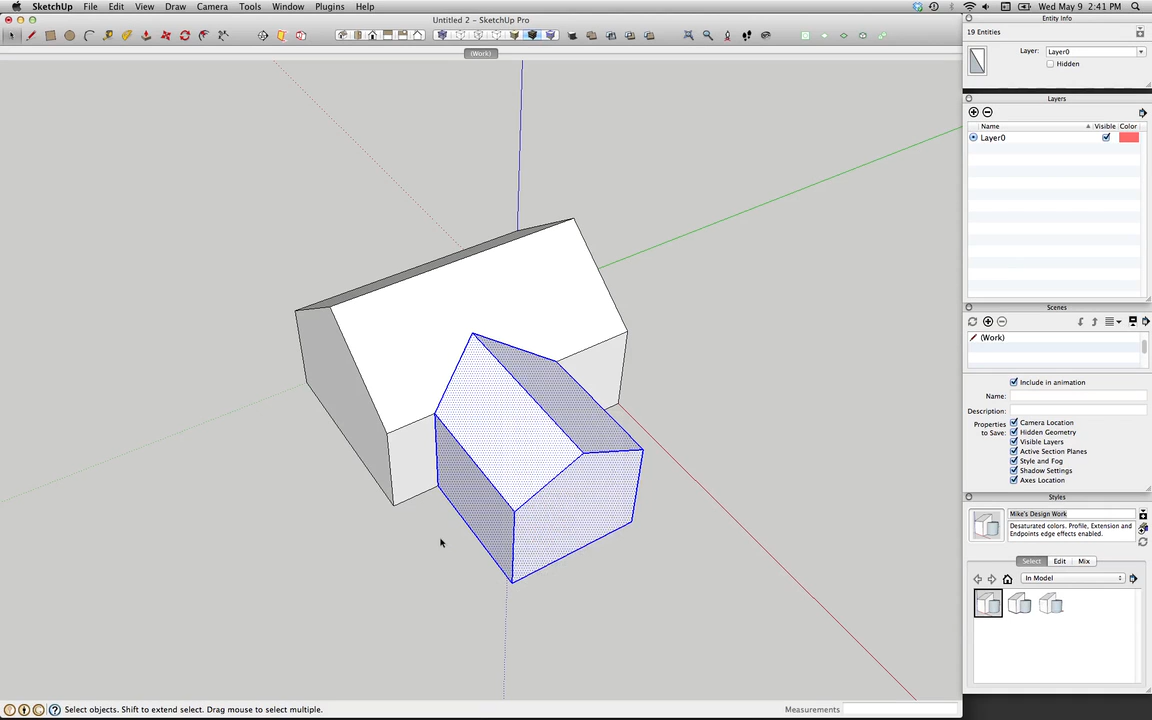 SketchUp File Edit View Draw Camera Tools Window Plugins Help Wed May 9 2:41 PM
Untitled 2 - SketchUp Pro
(Work)
Entity Info
19 Entities
Layer: Layer0
Hidden
Layers
Name Visible Color
Layer0
Scenes
(Work)
Include in animation
Name:
Description:
Properties to Save:
Camera Location
Hidden Geometry
Visible Layers
Active Section Planes
Style and Fog
Shadow Settings
Axes Location
Styles
Mike's Design Work
Desaturated colors. Profile, Extension and
Endpoints edge effects enabled.
Select Edit Mix
In Model
Select objects. Shift to extend select. Drag mouse to select multiple. Measurements